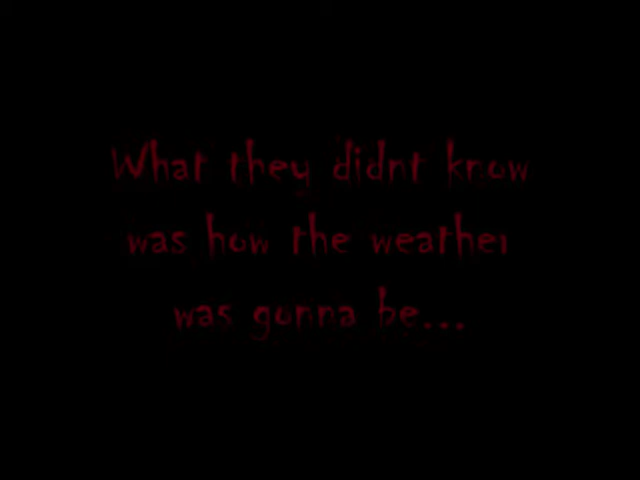 What they didnt know
was how the weather
was gonna be...